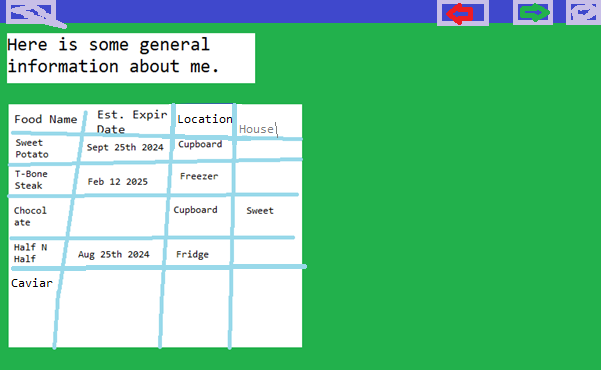 Here is some general
information about me.
Food Name Est. Expir Location
Date House
Sweet Sept 25th 2024 Cupboard
Potato
T-Bone Feb 12 2025 Freezer
Steak
Chocol Cupboard Sweet
ate
Half N Aug 25th 2024 Fridge
Half
Caviar